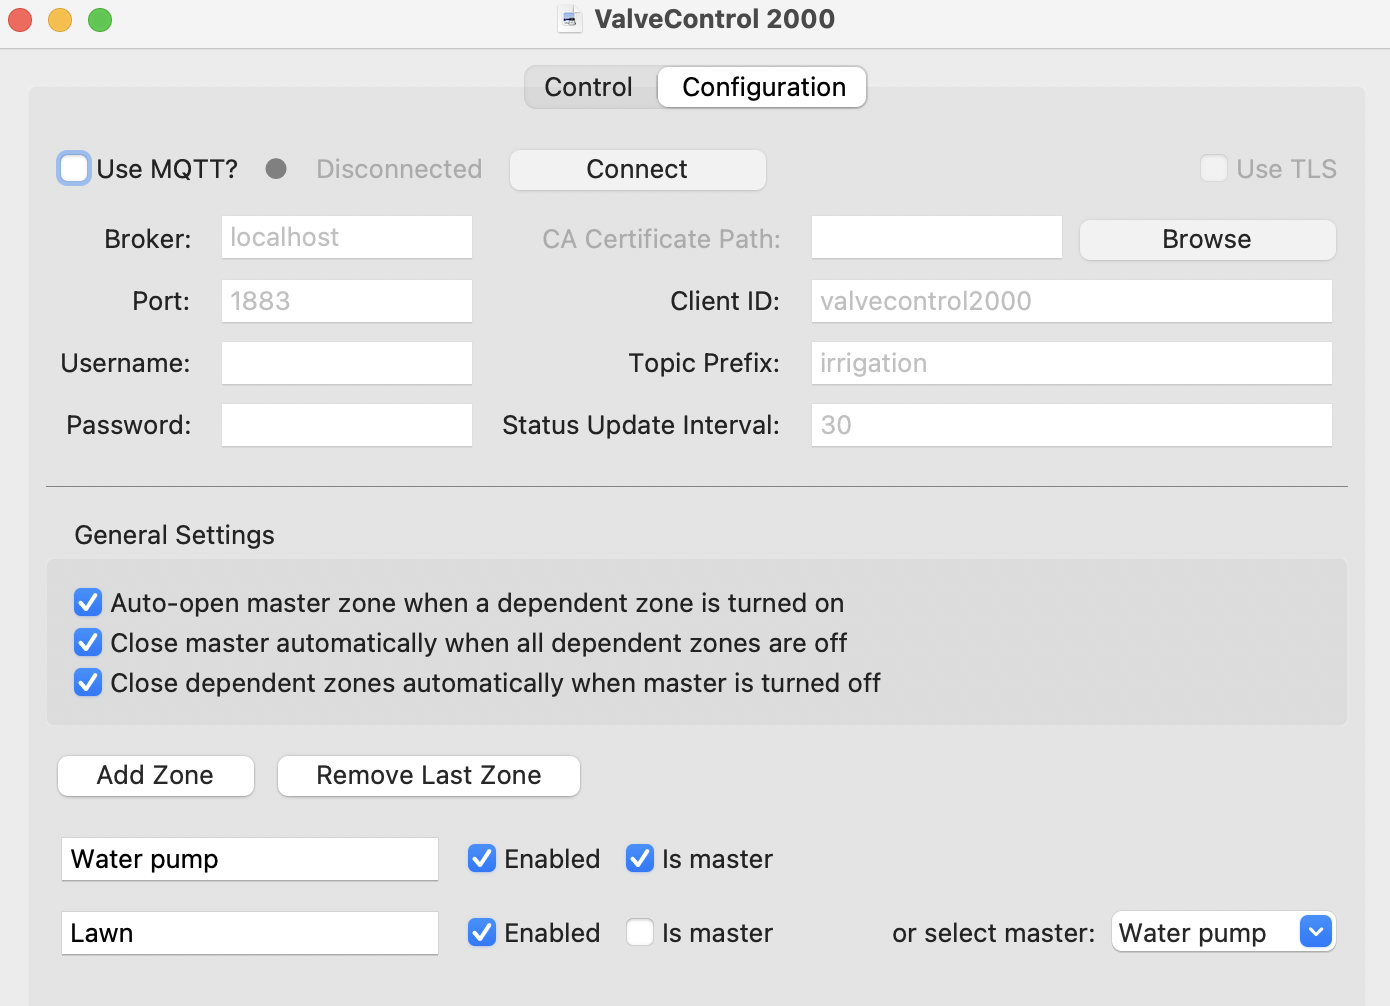 ValveControl 2000
Control Configuration
Use MQTT? Disconnected Connect Use TLS
Broker: localhost CA Certificate Path: Browse
Port: 1883 Client ID: valvecontrol2000
Username: Topic Prefix: irrigation
Password: Status Update Interval: 30
General Settings
Auto-open master zone when a dependent zone is turned on
Close master automatically when all dependent zones are off
Close dependent zones automatically when master is turned off
Add Zone Remove Last Zone
Water pump Enabled Is master
Lawn Enabled Is master or select master: Water pump